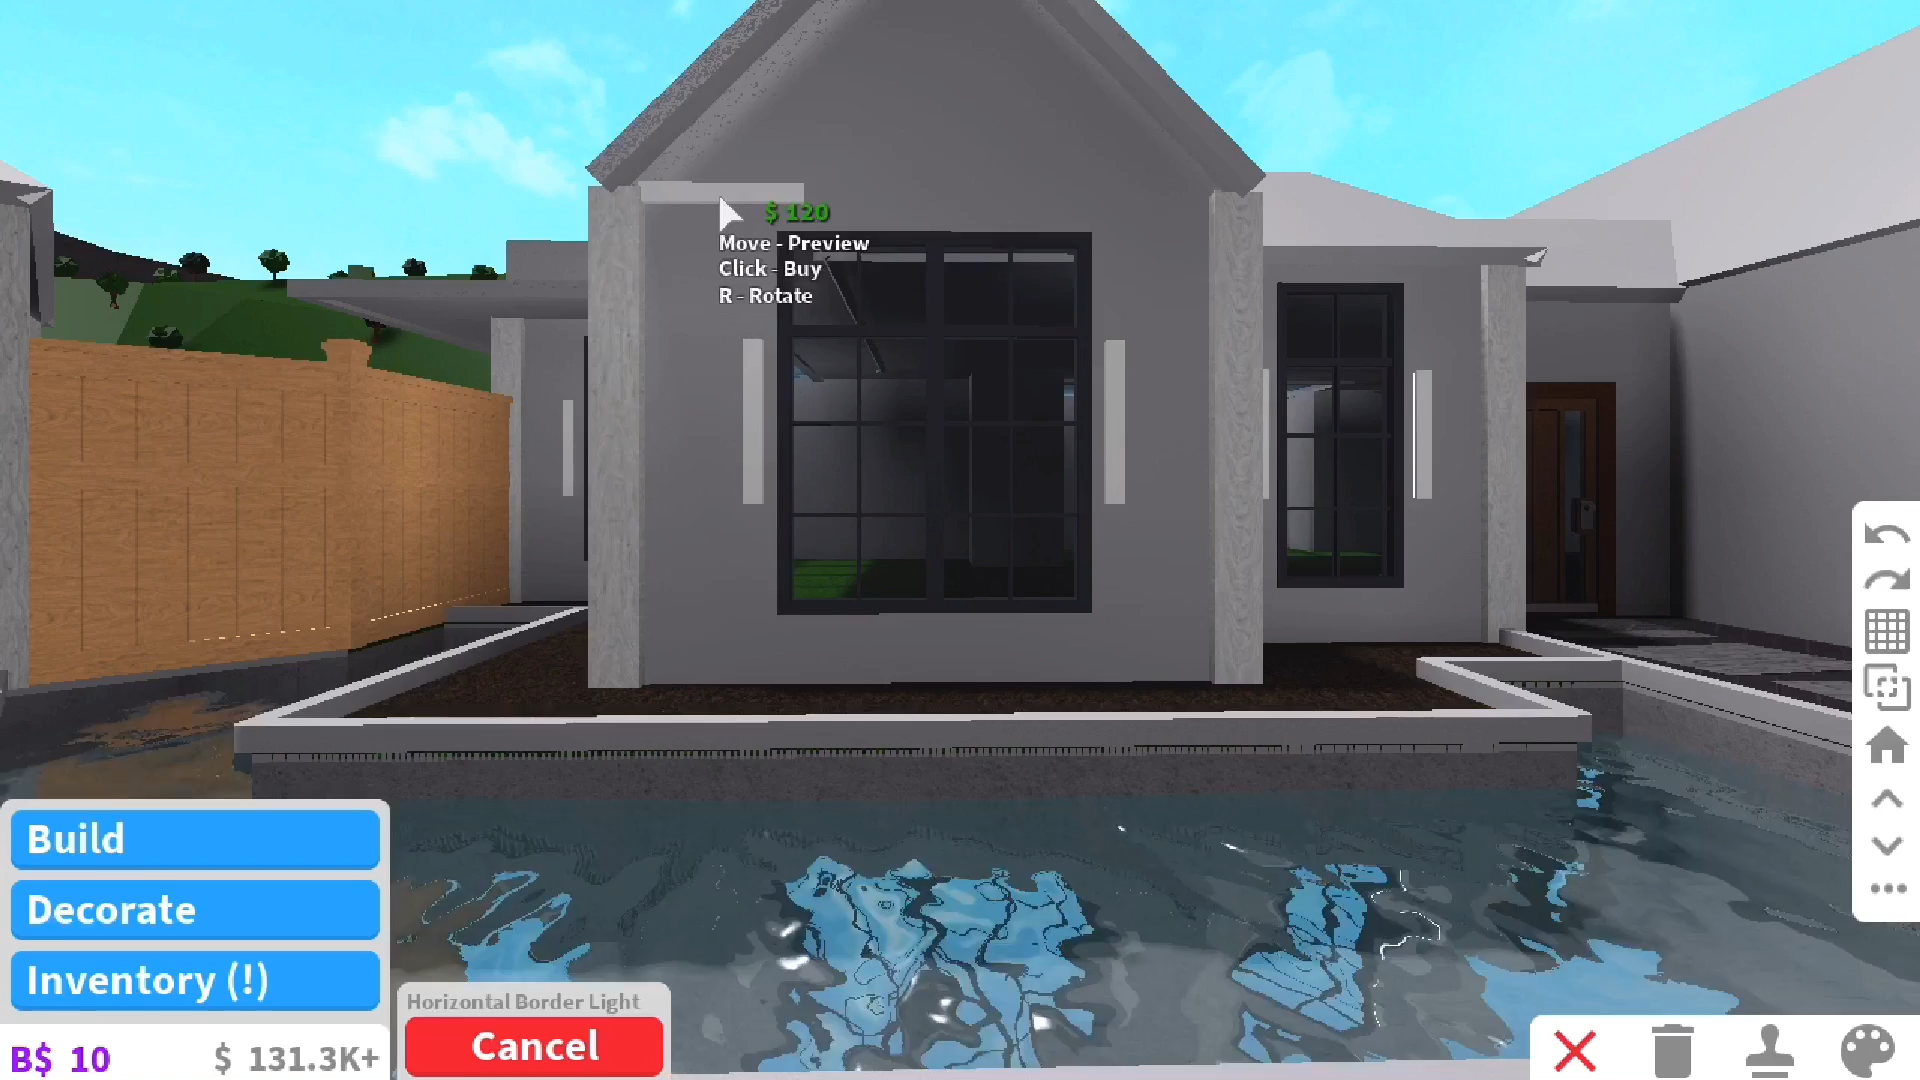 $ 120
Move - Preview
Click - Buy
R - Rotate
Build
Decorate
Inventory (!)
B$ 10
$ 131.3K+
Horizontal Border Light
Cancel